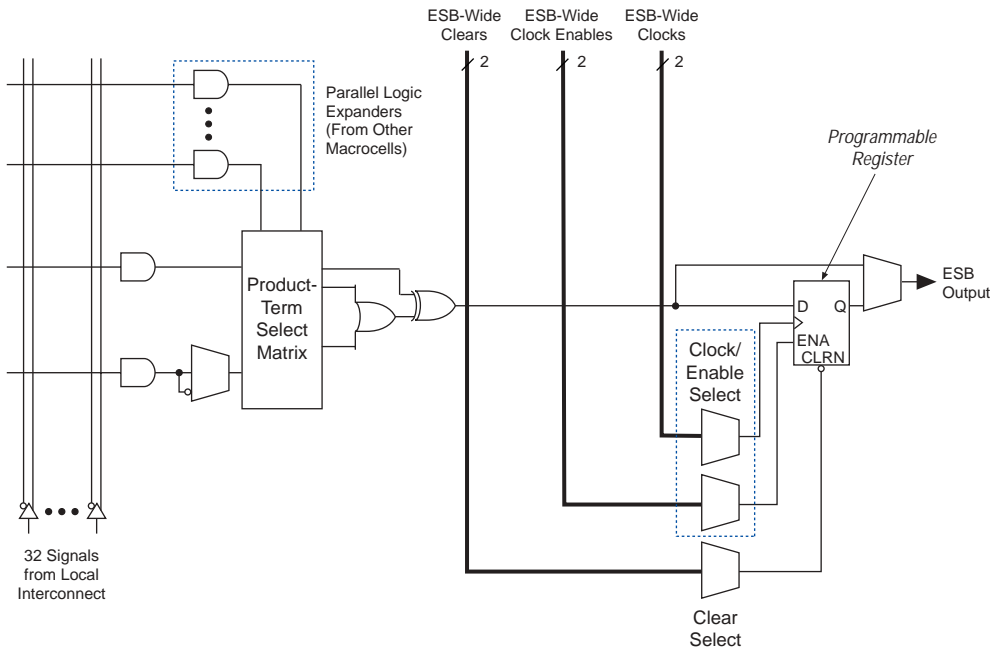 ESB-Wide
Clears
ESB-Wide
Clock Enables
ESB-Wide
Clocks
2
2
2
Parallel Logic
Expanders
(From Other
Macrocells)
Programmable
Register
Product-
Term
Select
Matrix
ESB
Output
D
Q
ENA
CLRN
Clock/
Enable
Select
32 Signals
from Local
Interconnect
Clear
Select